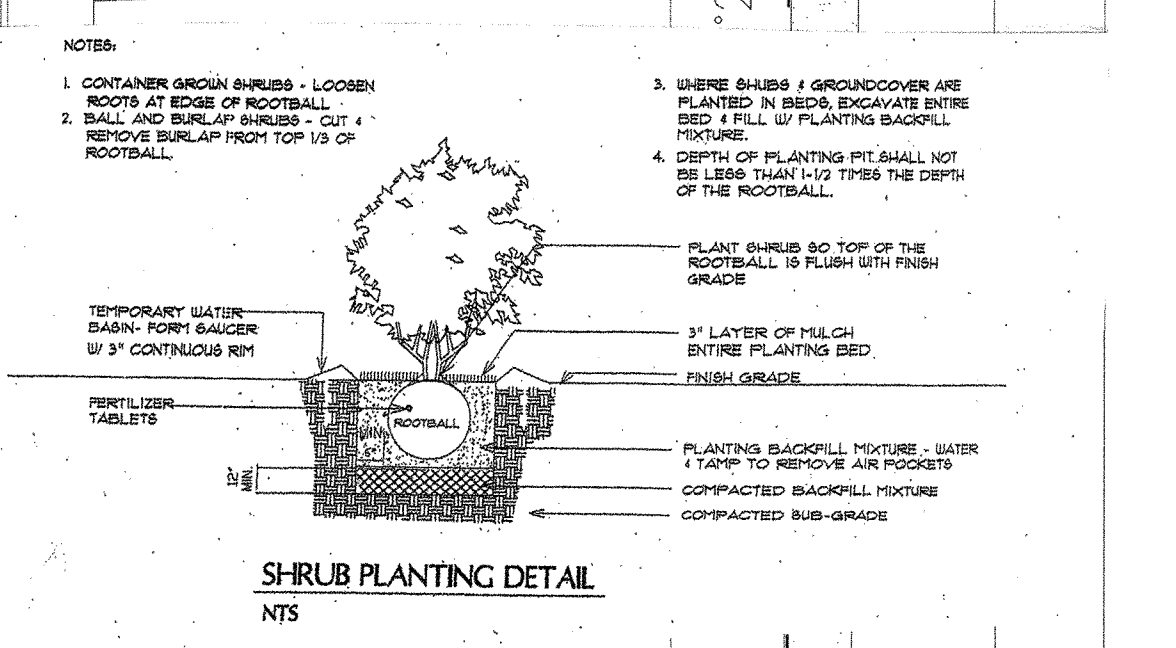 NOTES:
1. CONTAINER GROWN SHRUBS - LOOSEN
ROOTS AT EDGE OF ROOTBALL
2. BALL AND BURLAP SHRUBS - CUT &
REMOVE BURLAP FROM TOP 1/3 OF
ROOTBALL.
3. WHERE SHUBS & GROUNDCOVER ARE
PLANTED IN BEDS, EXCAVATE ENTIRE
BED & FILL W/ PLANTING BACKFILL
MIXTURE.
4. DEPTH OF PLANTING PIT SHALL NOT
BE LESS THAN 1-1/2 TIMES THE DEPTH
OF THE ROOTBALL.
PLANT SHRUB SO TOP OF THE
ROOTBALL IS FLUSH WITH FINISH
GRADE
TEMPORARY WATER
BASIN- FORM SAUCER
W/ 3" CONTINUOUS RIM
3" LAYER OF MULCH
ENTIRE PLANTING BED
FINISH GRADE
FERTILIZER
TABLETS
ROOTBALL
MIN.
PLANTING BACKFILL MIXTURE - WATER
& TAMP TO REMOVE AIR POCKETS
12"
MIN.
COMPACTED BACKFILL MIXTURE
COMPACTED SUB-GRADE
SHRUB PLANTING DETAIL
NTS